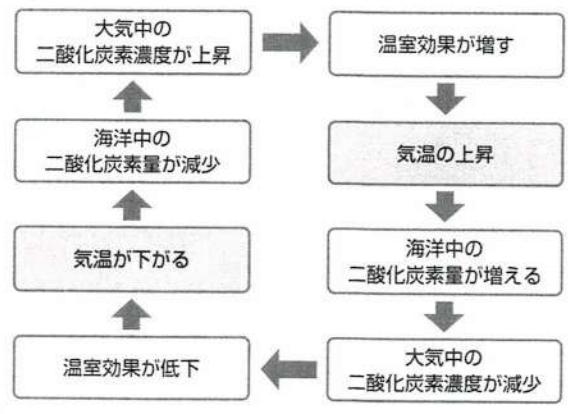 大気中の
二酸化炭素濃度が上昇
温室効果が増す
気温の上昇
海洋中の
二酸化炭素量が増える
大気中の
二酸化炭素濃度が減少
温室効果が低下
気温が下がる
海洋中の
二酸化炭素量が減少